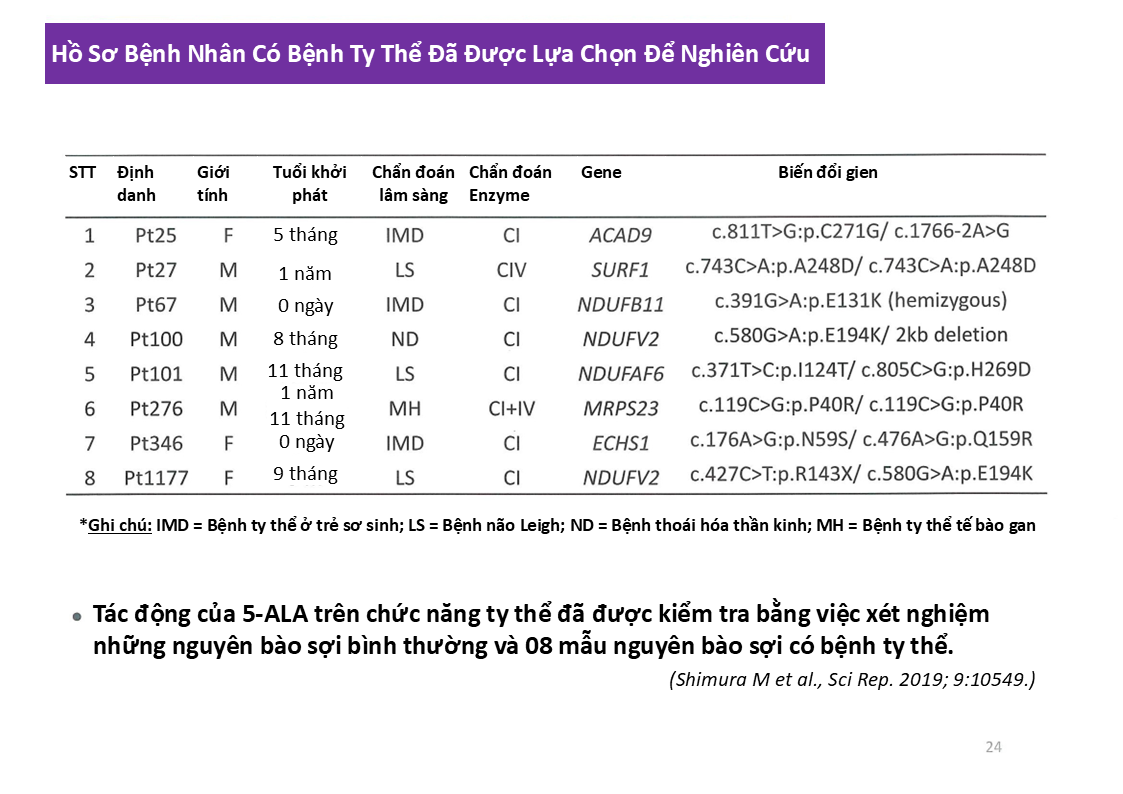 Hồ Sơ Bệnh Nhân Có Bệnh Ty Thể Đã Được Lựa Chọn Để Nghiên Cứu
STT Định danh Giới tính Tuổi khởi phát Chẩn đoán lâm sàng Chẩn đoán Enzyme Gene Biến đổi gien
1 Pt25 F 5 tháng IMD CI ACAD9 c.811T>G:p.C271G/ c.1766-2A>G
2 Pt27 M 1 năm LS CIV SURF1 c.743C>A:p.A248D/ c.743C>A:p.A248D
3 Pt67 M 0 ngày IMD CI NDUFB11 c.391G>A:p.E131K (hemizygous)
4 Pt100 M 8 tháng ND CI NDUFV2 c.580G>A:p.E194K/ 2kb deletion
5 Pt101 M 11 tháng LS CI NDUFAF6 c.371T>C:p.I124T/ c.805C>G:p.H269D
6 Pt276 M 1 năm 11 tháng MH CI+IV MRPS23 c.119C>G:p.P40R/ c.119C>G:p.P40R
7 Pt346 F 0 ngày IMD CI ECHS1 c.176A>G:p.N59S/ c.476A>G:p.Q159R
8 Pt1177 F 9 tháng LS CI NDUFV2 c.427C>T:p.R143X/ c.580G>A:p.E194K
*Ghi chú: IMD = Bệnh ty thể ở trẻ sơ sinh; LS = Bệnh não Leigh; ND = Bệnh thoái hóa thần kinh; MH = Bệnh ty thể tế bào gan
• Tác động của 5-ALA trên chức năng ty thể đã được kiểm tra bằng việc xét nghiệm
những nguyên bào sợi bình thường và 08 mẫu nguyên bào sợi có bệnh ty thể.
(Shimura M et al., Sci Rep. 2019; 9:10549.)
24